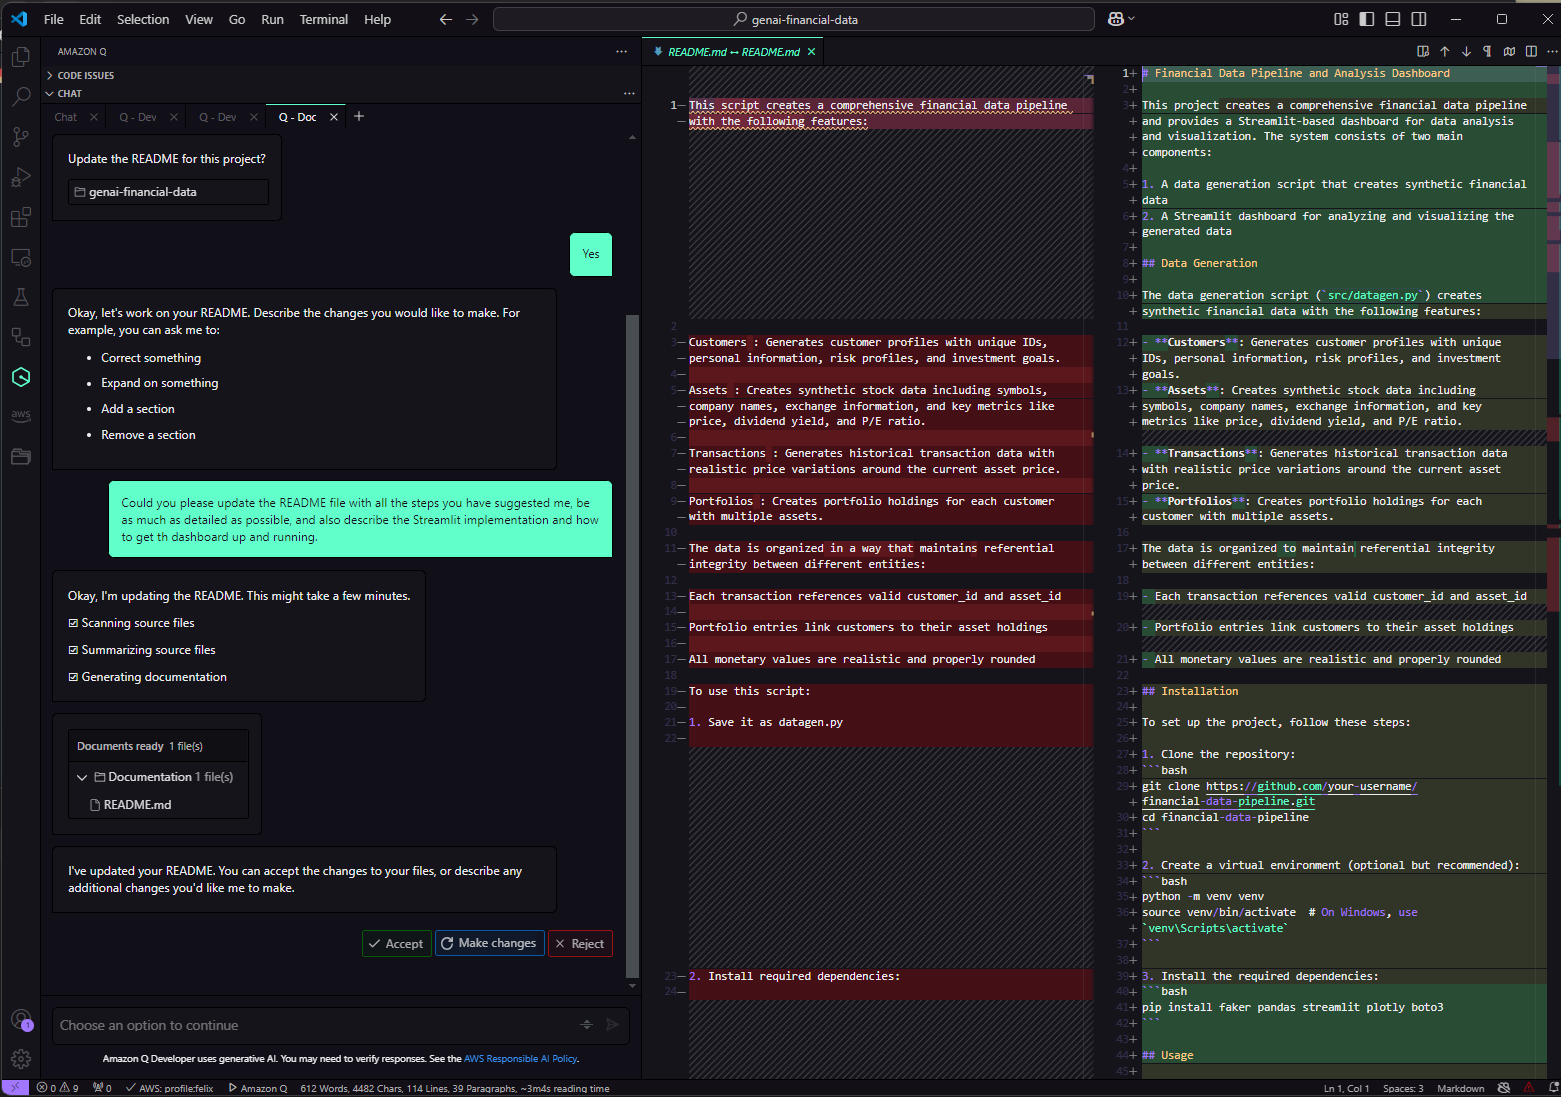 File Edit Selection View Go Run Terminal Help
genai-financial-data
AMAZON Q
CODE ISSUES
CHAT
Chat
Q - Dev
Q - Dev
Q - Doc
Update the README for this project?
genai-financial-data
Yes
Okay, let's work on your README. Describe the changes you would like to make. For
example, you can ask me to:
• Correct something
• Expand on something
• Add a section
• Remove a section
Could you please update the README file with all the steps you have suggested me, be
as much as detailed as possible, and also describe the Streamlit implementation and how
to get th dashboard up and running.
Okay, I'm updating the README. This might take a few minutes.
☑ Scanning source files
☑ Summarizing source files
☑ Generating documentation
Documents ready 1 file(s)
Documentation 1 file(s)
README.md
I've updated your README. You can accept the changes to your files, or describe any
additional changes you'd like me to make.
Accept
Make changes
Reject
Choose an option to continue
Amazon Q Developer uses generative AI. You may need to verify responses. See the AWS Responsible AI Policy.
README.md ↔ README.md
1— This script creates a comprehensive financial data pipeline
— with the following features:
2
3— Customers : Generates customer profiles with unique IDs,
— personal information, risk profiles, and investment goals.
4—
5— Assets : Creates synthetic stock data including symbols,
— company names, exchange information, and key metrics like
— price, dividend yield, and P/E ratio.
6—
7— Transactions : Generates historical transaction data with
— realistic price variations around the current asset price.
8—
9— Portfolios : Creates portfolio holdings for each customer
— with multiple assets.
10
11— The data is organized in a way that maintains referential
— integrity between different entities:
12
13— Each transaction references valid customer_id and asset_id
14—
15— Portfolio entries link customers to their asset holdings
16—
17— All monetary values are realistic and properly rounded
18
19— To use this script:
20—
21— 1. Save it as datagen.py
22—
23— 2. Install required dependencies:
24—
1+ # Financial Data Pipeline and Analysis Dashboard
2+
3+ This project creates a comprehensive financial data pipeline
+ and provides a Streamlit-based dashboard for data analysis
+ and visualization. The system consists of two main
+ components:
4+
5+ 1. A data generation script that creates synthetic financial
+ data
6+ 2. A Streamlit dashboard for analyzing and visualizing the
+ generated data
7+
8+ ## Data Generation
9+
10+ The data generation script (`src/datagen.py`) creates
+ synthetic financial data with the following features:
11
12+ - **Customers**: Generates customer profiles with unique
+ IDs, personal information, risk profiles, and investment
+ goals.
13+ - **Assets**: Creates synthetic stock data including
+ symbols, company names, exchange information, and key
+ metrics like price, dividend yield, and P/E ratio.
14+ - **Transactions**: Generates historical transaction data
+ with realistic price variations around the current asset
+ price.
15+ - **Portfolios**: Creates portfolio holdings for each
+ customer with multiple assets.
16
17+ The data is organized to maintain referential integrity
+ between different entities:
18
19+ - Each transaction references valid customer_id and asset_id
20+ - Portfolio entries link customers to their asset holdings
21+ - All monetary values are realistic and properly rounded
22
23+ ## Installation
24+
25+ To set up the project, follow these steps:
26+
27+ 1. Clone the repository:
28+ ```bash
29+ git clone https://github.com/your-username/
+ financial-data-pipeline.git
30+ cd financial-data-pipeline
31+ ```
32+
33+ 2. Create a virtual environment (optional but recommended):
34+ ```bash
35+ python -m venv venv
36+ source venv/bin/activate  # On Windows, use
+ `venv\Scripts\activate`
37+ ```
38+
39+ 3. Install the required dependencies:
40+ ```bash
41+ pip install faker pandas streamlit plotly boto3
42+ ```
43+
44+ ## Usage
45+
aws
1
0 9 0 AWS: profile:felix Amazon Q 612 Words, 4482 Chars, 114 Lines, 39 Paragraphs, ~3m4s reading time
Ln 1, Col 1 Spaces: 3 Markdown